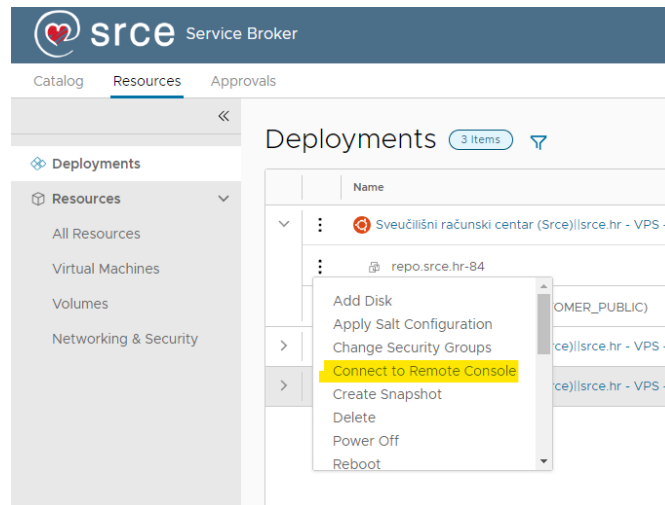 srce Service Broker
Catalog Resources Approvals
«
Deployments
Resources
All Resources
Virtual Machines
Volumes
Networking & Security
Deployments 3 Items
Name
Sveučilišni računski centar (Srce)||srce.hr - VPS -
repo.srce.hr-84
OMER_PUBLIC)
ce)||srce.hr - VPS -
ce)||srce.hr - VPS -
Add Disk
Apply Salt Configuration
Change Security Groups
Connect to Remote Console
Create Snapshot
Delete
Power Off
Reboot